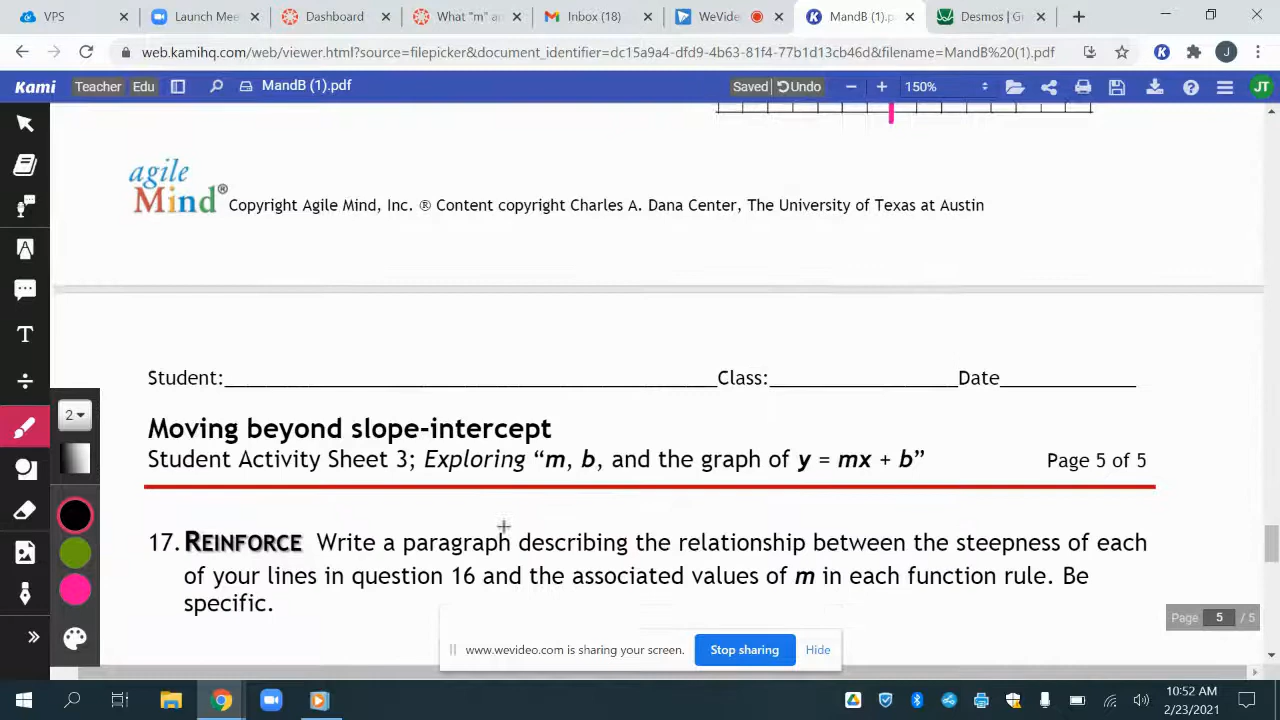 VPS
Launch Mee
Dashboard
What "m" a
Inbox (18)
WeVide
MandB (1).p
Desmos | G
web.kamihq.com/web/viewer.html?source=filepicker&document_identifier=dc15a9a4-dfd9-4b63-81f4-77b1d13cb46d&filename=MandB%20(1).pdf
K
J
Kami
Teacher
Edu
MandB (1).pdf
Saved
Undo
150%
JT
agile
Mind® Copyright Agile Mind, Inc. ® Content copyright Charles A. Dana Center, The University of Texas at Austin
Student: Class: Date
Moving beyond slope-intercept
Student Activity Sheet 3; Exploring “m, b, and the graph of y = mx + b” Page 5 of 5
17. REINFORCE Write a paragraph describing the relationship between the steepness of each
of your lines in question 16 and the associated values of m in each function rule. Be
specific.
2
Page 5 / 5
www.wevideo.com is sharing your screen.
Stop sharing
Hide
10:52 AM
2/23/2021